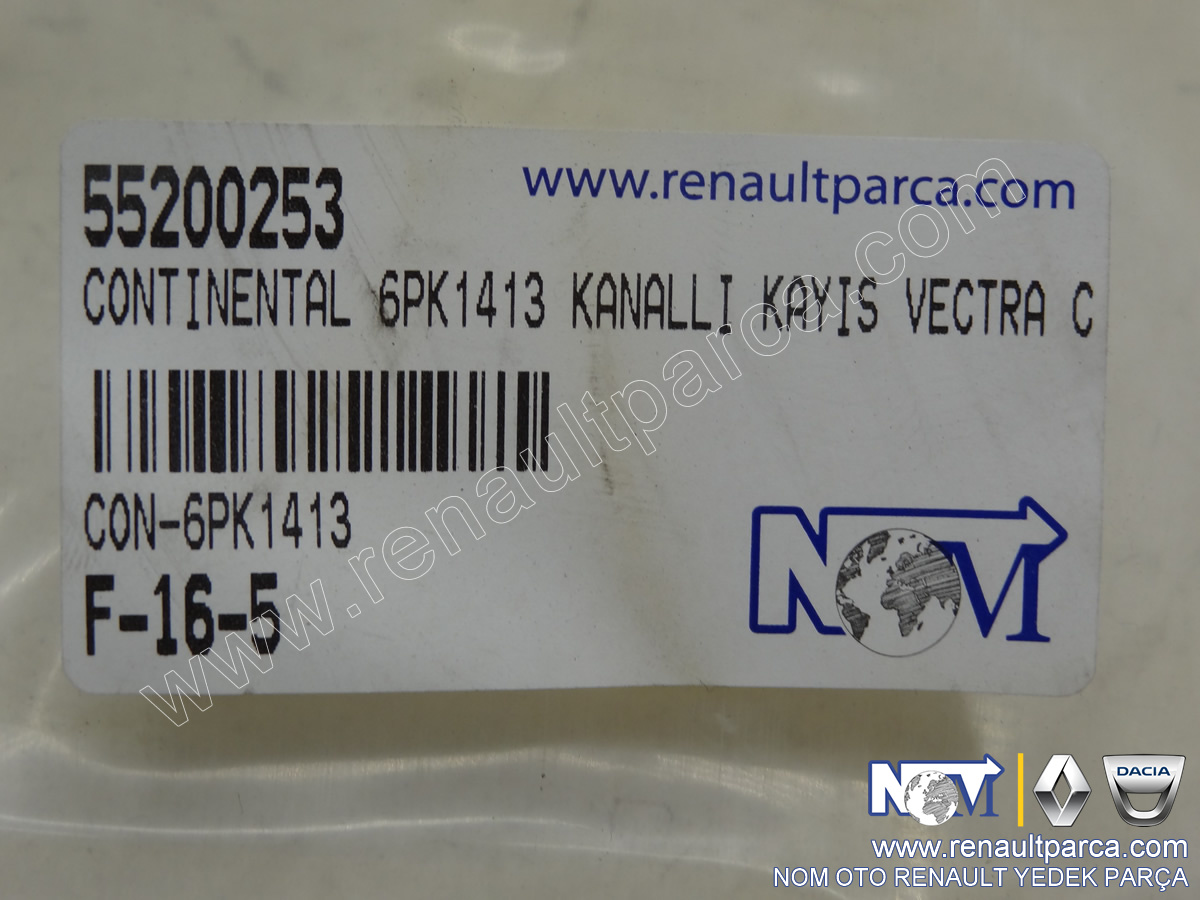 55200253
www.renaultparca.com
CONTINENTAL 6PK1413 KANALLI KAYIS VECTRA C
CON-6PK1413
F-16-5
NOM
www.renaultparca.com
NOM
DACIA
www.renaultparca.com
NOM OTO RENAULT YEDEK PARÇA